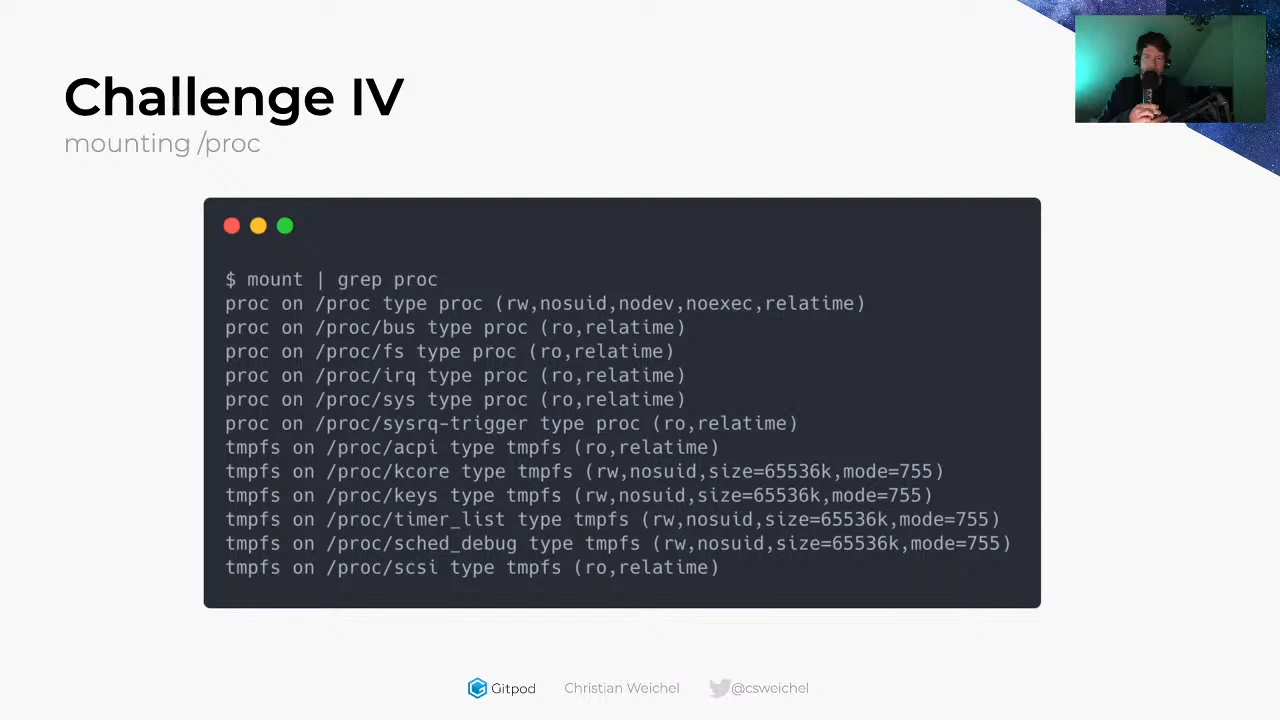 Challenge IV
mounting /proc
$ mount | grep proc
proc on /proc type proc (rw,nosuid,nodev,noexec,relatime)
proc on /proc/bus type proc (ro,relatime)
proc on /proc/fs type proc (ro,relatime)
proc on /proc/irq type proc (ro,relatime)
proc on /proc/sys type proc (ro,relatime)
proc on /proc/sysrq-trigger type proc (ro,relatime)
tmpfs on /proc/acpi type tmpfs (ro,relatime)
tmpfs on /proc/kcore type tmpfs (rw,nosuid,size=65536k,mode=755)
tmpfs on /proc/keys type tmpfs (rw,nosuid,size=65536k,mode=755)
tmpfs on /proc/timer_list type tmpfs (rw,nosuid,size=65536k,mode=755)
tmpfs on /proc/sched_debug type tmpfs (rw,nosuid,size=65536k,mode=755)
tmpfs on /proc/scsi type tmpfs (ro,relatime)
Gitpod Christian Weichel @csweichel